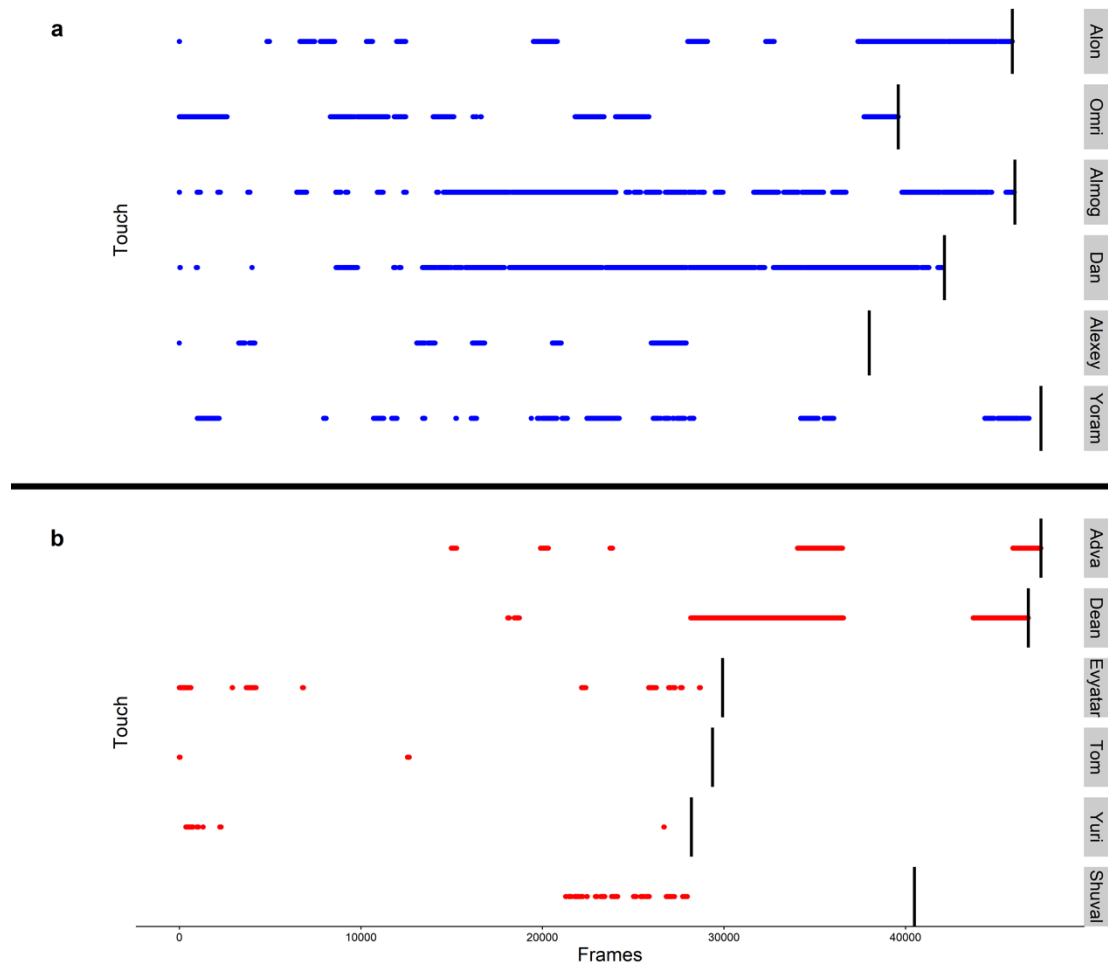 a
Alon
Omri
Almog
Dan
Alexey
Yoram
Touch
b
Adva
Dean
Evyatar
Tom
Yuri
Shuval
Touch
0 10000 20000 30000 40000
Frames